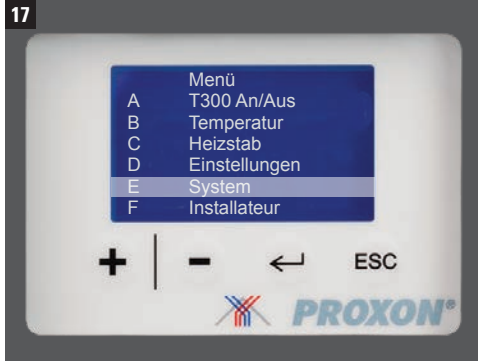 17
Menü
A T300 An/Aus
B Temperatur
C Heizstab
D Einstellungen
E System
F Installateur
+ | - ↵ ESC
PROXON®